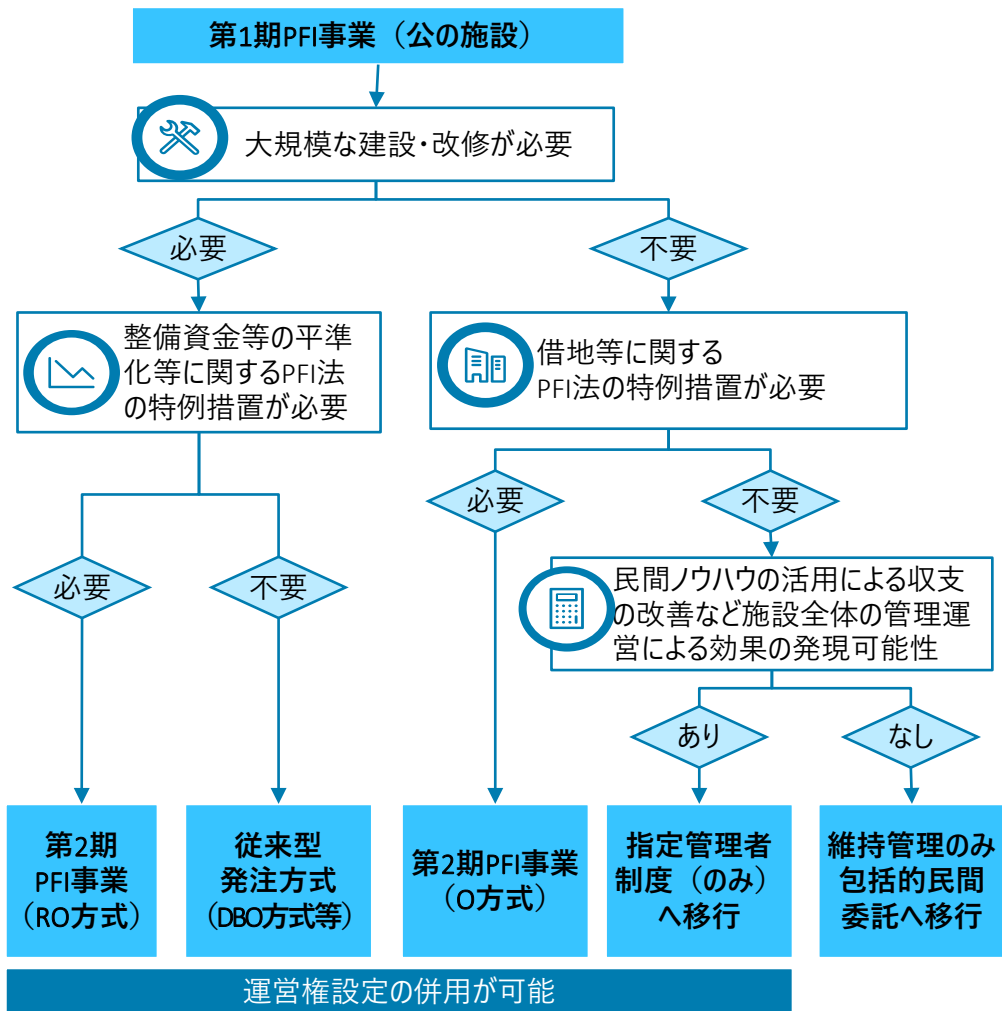 第1期PFI事業（公の施設）
大規模な建設・改修が必要
必要
不要
整備資金等の平準
化等に関するPFI法
の特例措置が必要
借地等に関する
PFI法の特例措置が必要
必要
不要
必要
不要
民間ノウハウの活用による収支
の改善など施設全体の管理運
営による効果の発現可能性
あり
なし
第2期
PFI事業
（RO方式）
従来型
発注方式
（DBO方式等）
第2期PFI事業
（O方式）
指定管理者
制度（のみ）
へ移行
維持管理のみ
包括的民間
委託へ移行
運営権設定の併用が可能